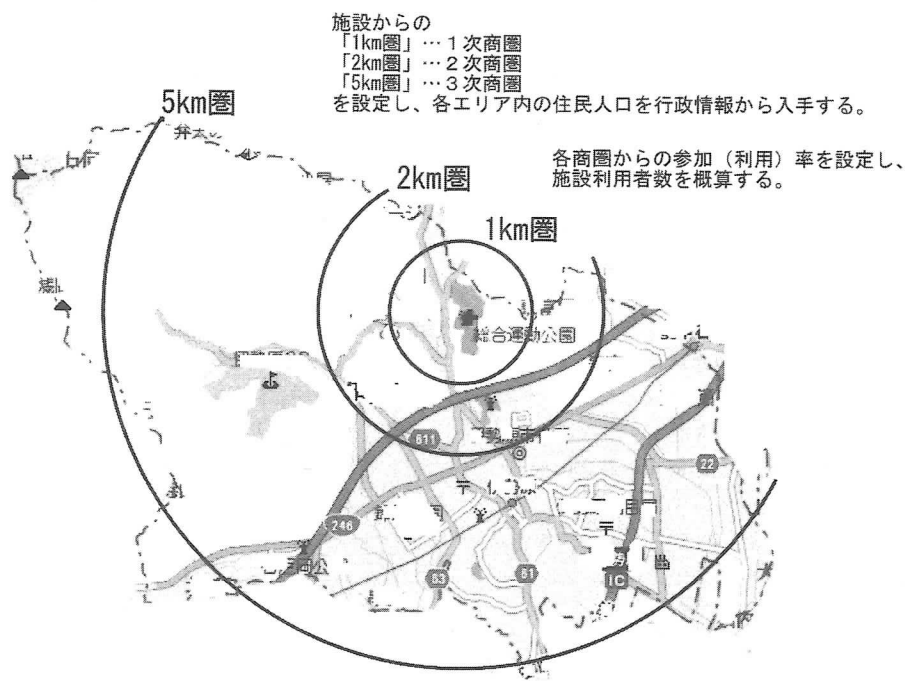 施設からの
「1km圏」…１次商圏
「2km圏」…２次商圏
「5km圏」…３次商圏
を設定し、各エリア内の住民人口を行政情報から入手する。
各商圏からの参加（利用）率を設定し、
施設利用者数を概算する。
5km圏
2km圏
1km圏
総合運動公園
611
22
246
63
61
IC